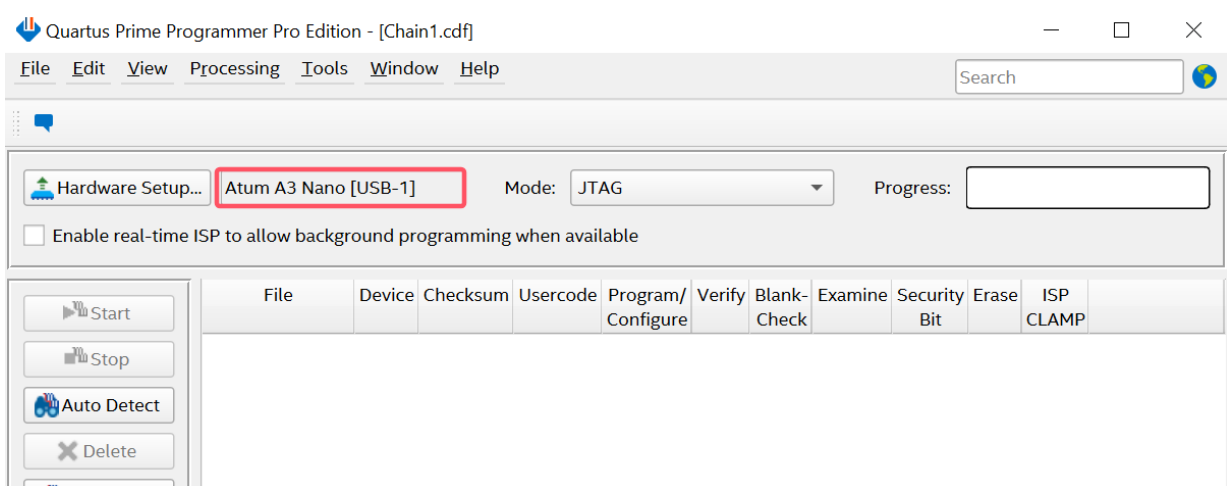 Quartus Prime Programmer Pro Edition - [Chain1.cdf]
File Edit View Processing Tools Window Help
Search
Hardware Setup... Atum A3 Nano [USB-1] Mode: JTAG Progress:
Enable real-time ISP to allow background programming when available
File Device Checksum Usercode Program/ Verify Blank- Examine Security Erase ISP
Configure Check Bit CLAMP
Start
Stop
Auto Detect
Delete